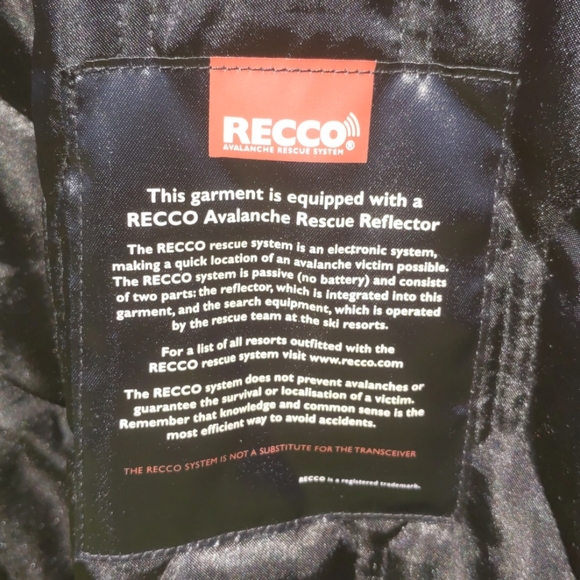 RECCO®
AVALANCHE RESCUE SYSTEM
This garment is equipped with a
RECCO Avalanche Rescue Reflector
The RECCO rescue system is an electronic system,
making a quick location of an avalanche victim possible.
The RECCO system is passive (no battery) and consists
of two parts: the reflector, which is integrated into this
garment, and the search equipment, which is operated
by the rescue team at the ski resorts.
For a list of all resorts outfitted with the
RECCO rescue system visit www.recco.com
The RECCO system does not prevent avalanches or
guarantee the survival or localisation of a victim.
Remember that knowledge and common sense is the
most efficient way to avoid accidents.
THE RECCO SYSTEM IS NOT A SUBSTITUTE FOR THE TRANSCEIVER
RECCO is a registered trademark.